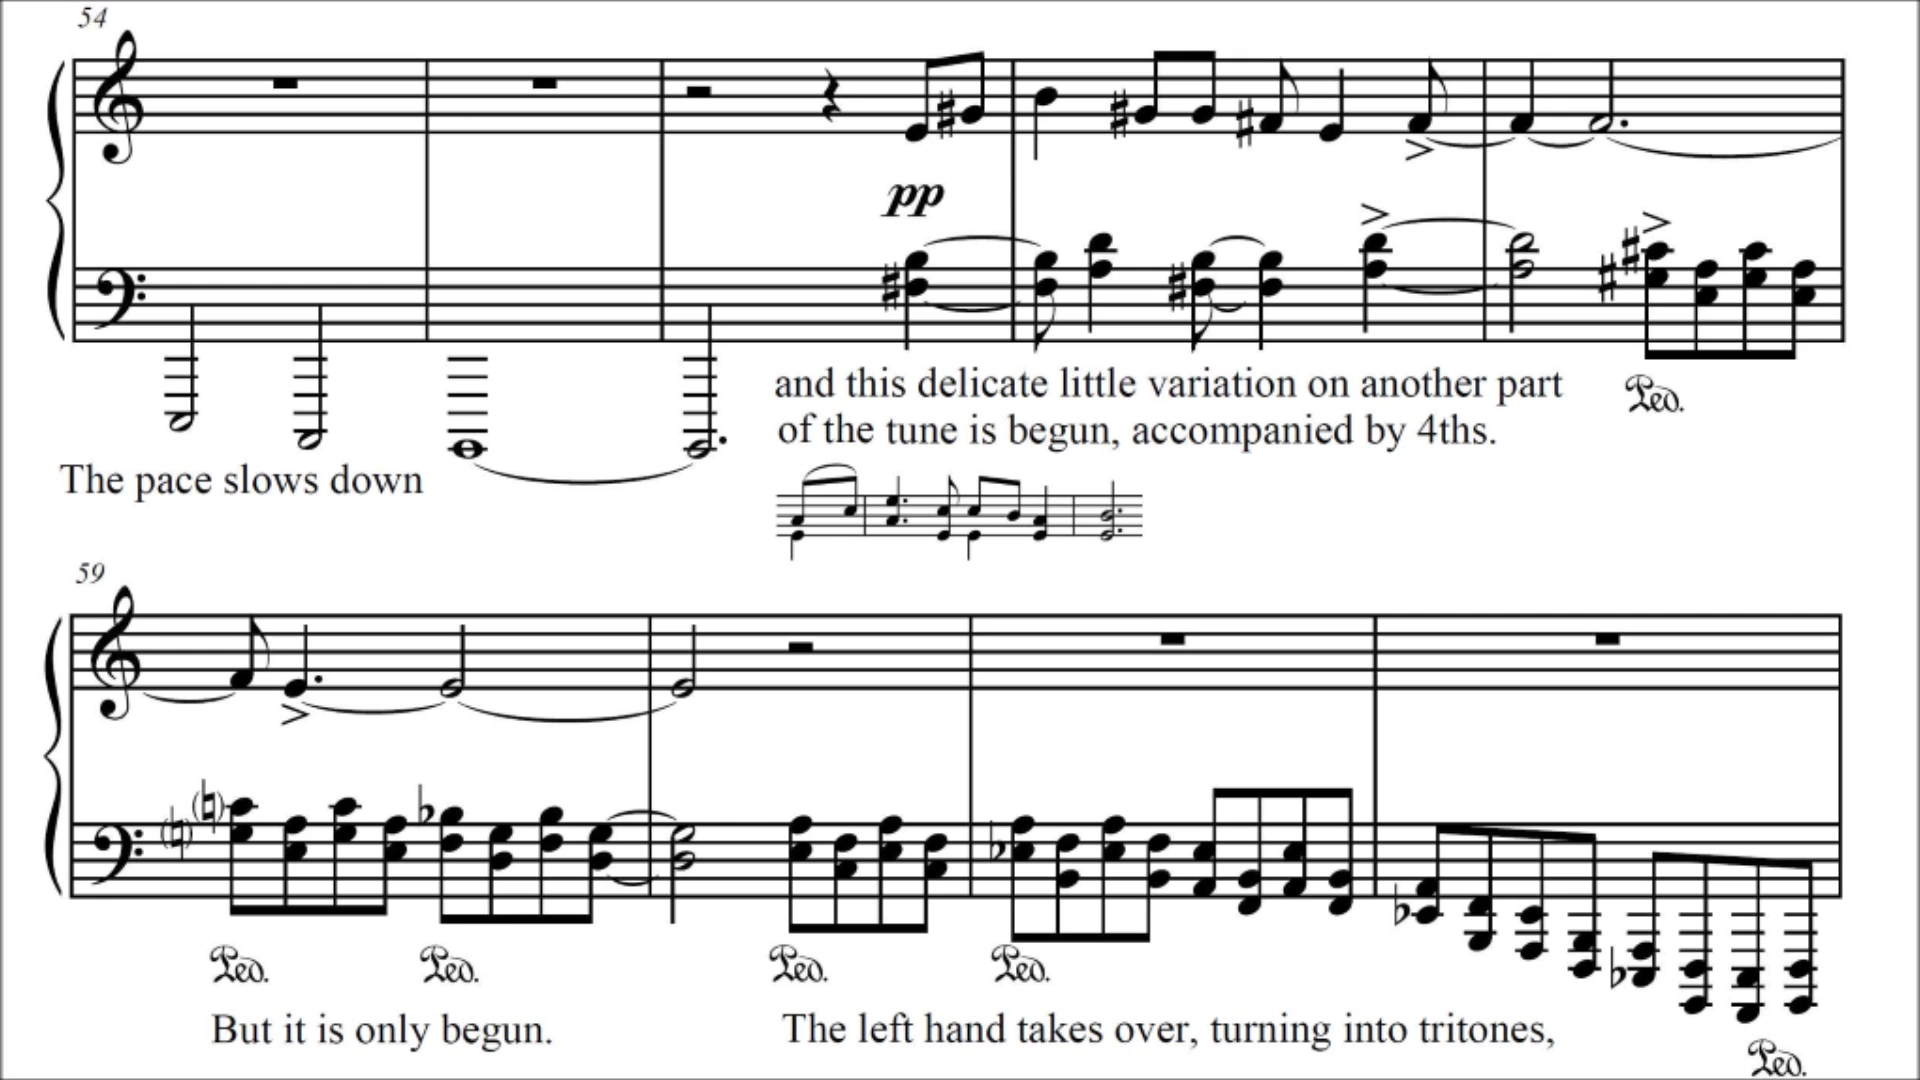 54
pp
and this delicate little variation on another part
of the tune is begun, accompanied by 4ths.
Ped.
The pace slows down
59
Ped. Ped. Ped. Ped.
But it is only begun. The left hand takes over, turning into tritones,
Ped.